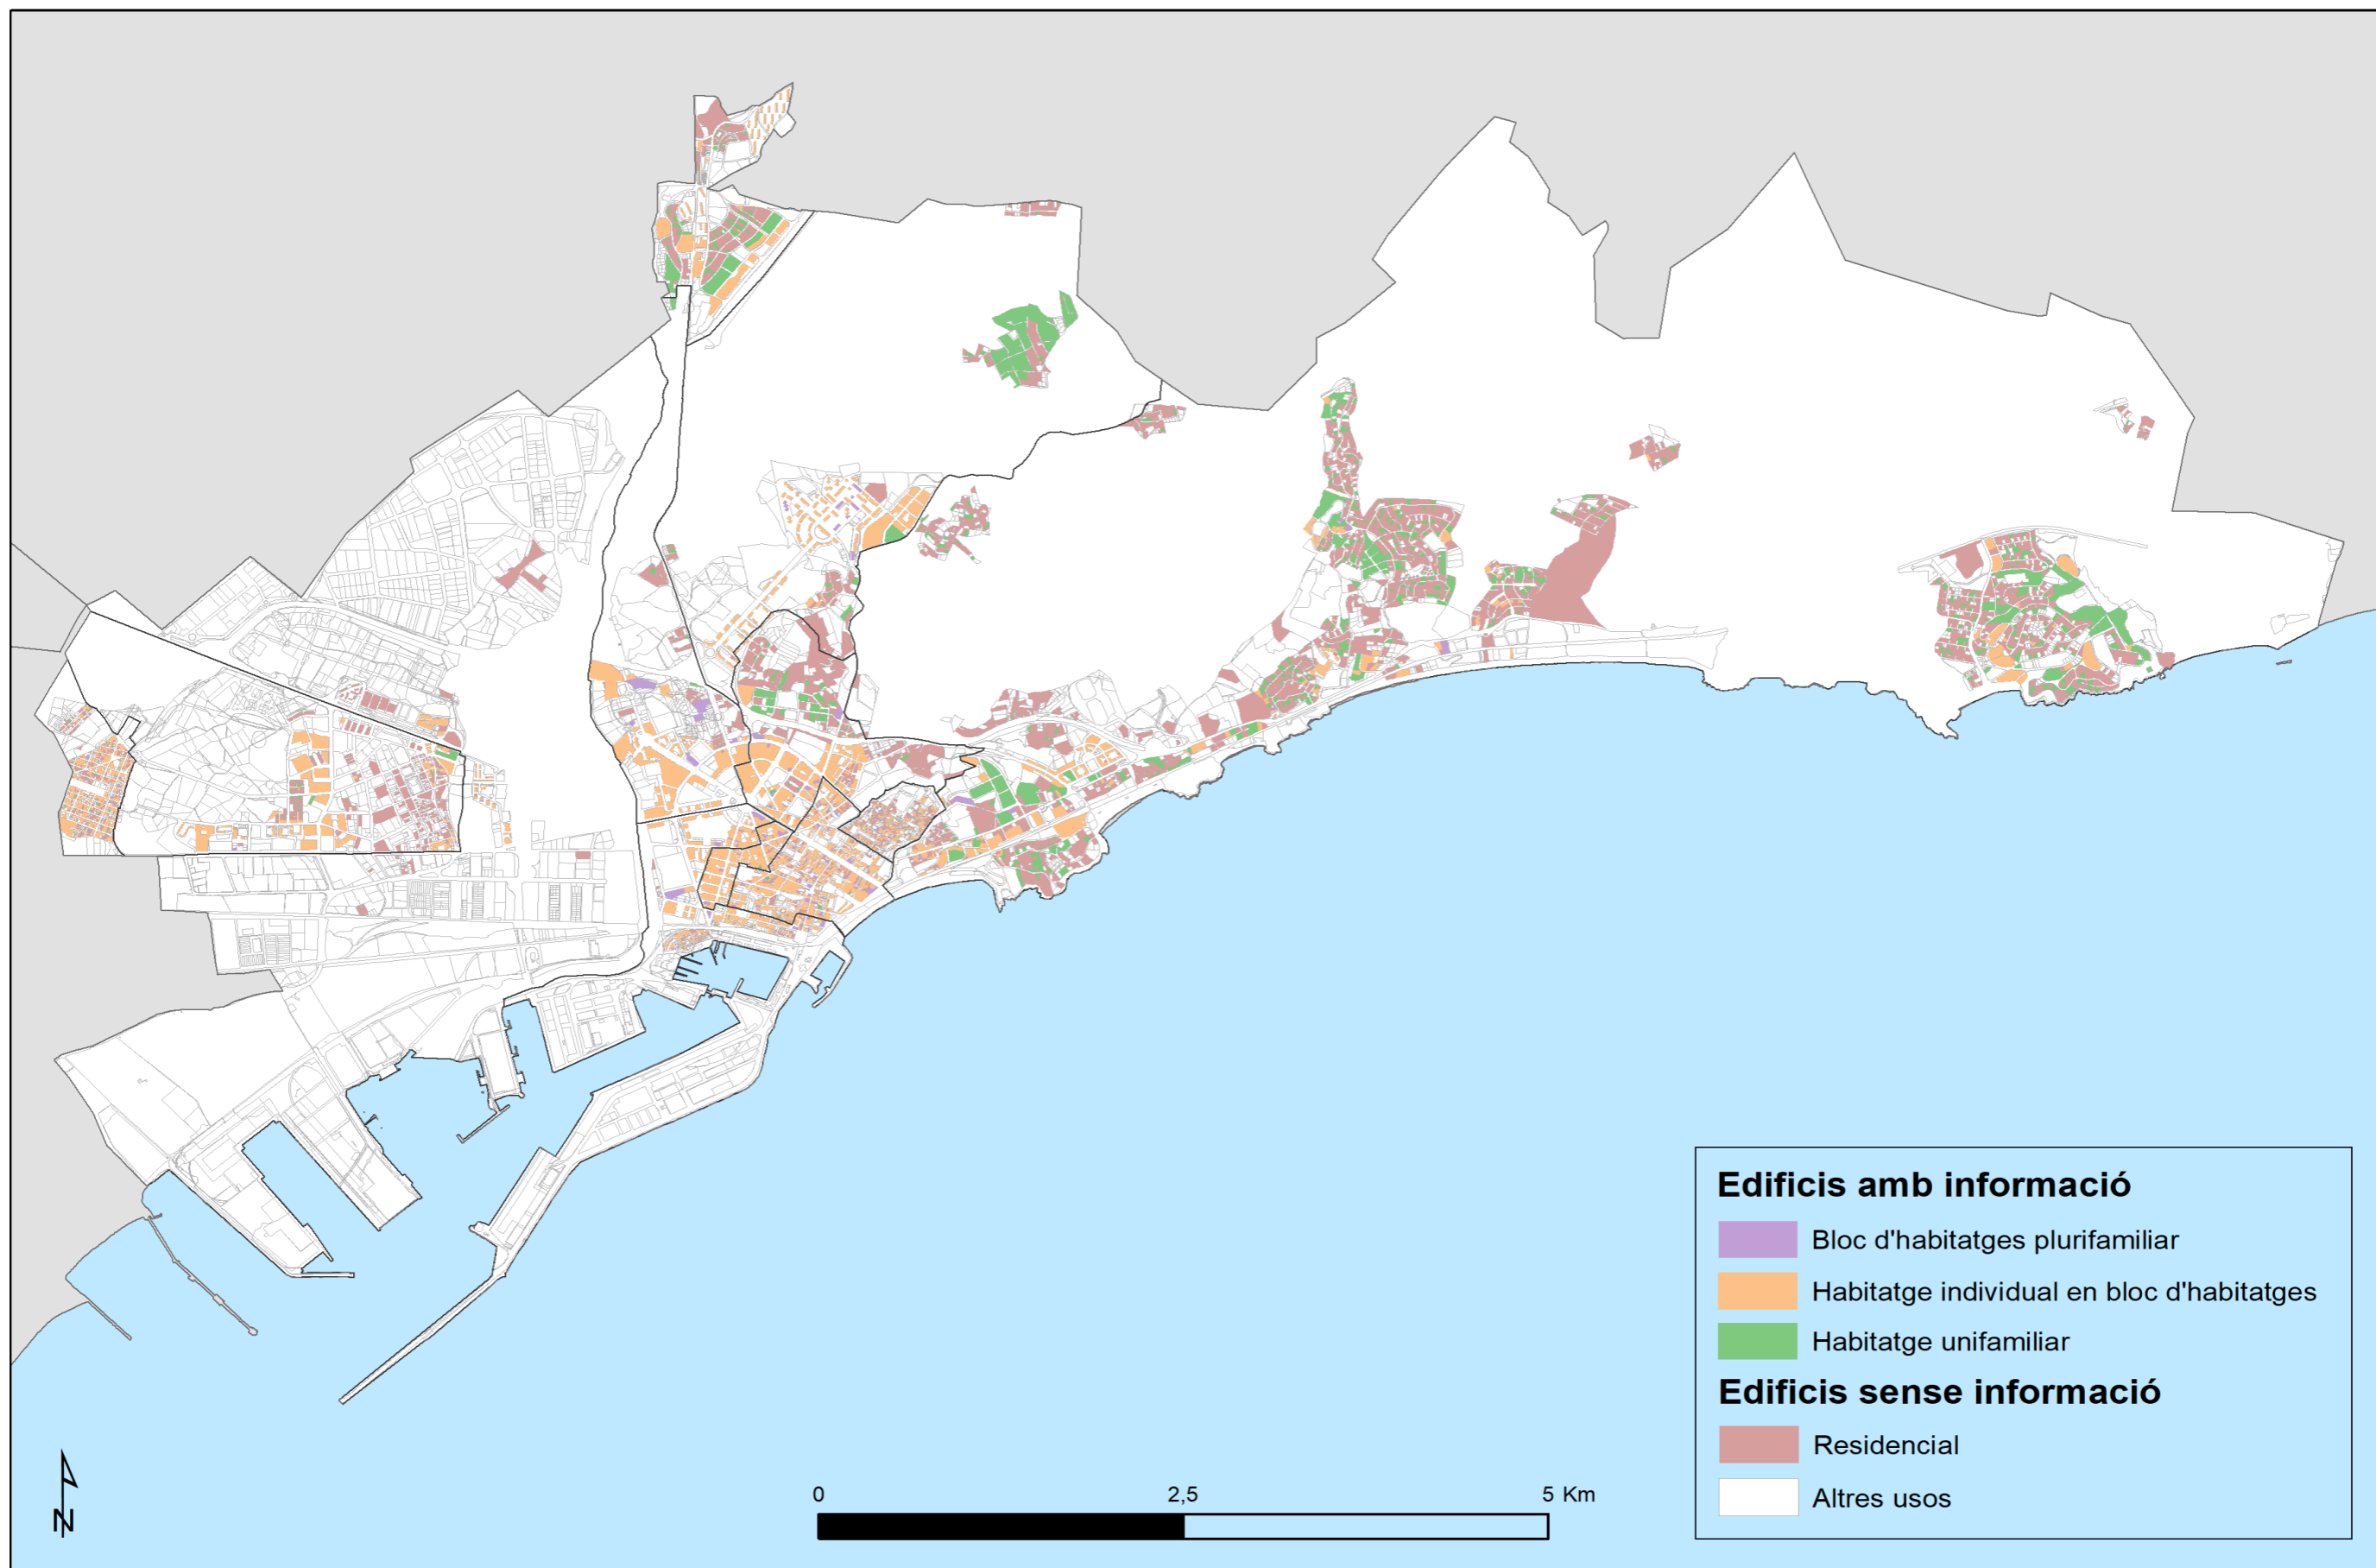 Edificis amb informació
Bloc d'habitatges plurifamiliar
Habitatge individual en bloc d'habitatges
Habitatge unifamiliar
Edificis sense informació
Residencial
Altres usos
N
0 2,5 5 Km